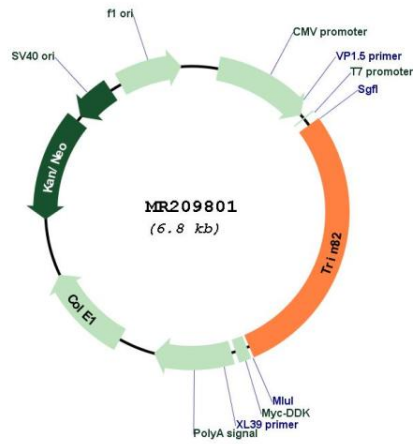 f1 ori
CMV promoter
SV40 ori
VP1.5 primer
T7 promoter
SgfI
Kan/Neo
MR209801
(6.8 kb)
Trim82
Col E1
MluI
Myc-DDK
XL39 primer
PolyA signal